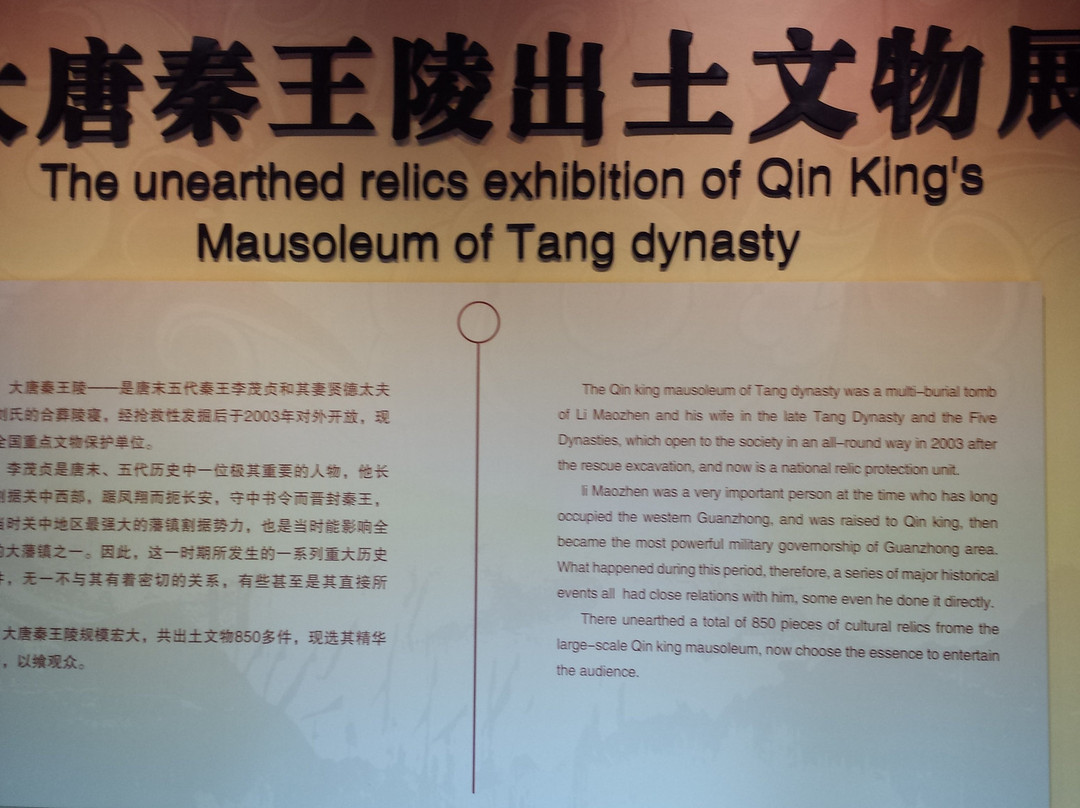 大唐秦王陵出土文物展
The unearthed relics exhibition of Qin King's
Mausoleum of Tang dynasty
大唐秦王陵——是唐末五代秦王李茂贞和其妻贤德太夫
刘氏的合葬陵寝，经抢救性发掘后于2003年对外开放，现
全国重点文物保护单位。
李茂贞是唐末、五代历史中一位极其重要的人物，他长
割据关中西部，踞凤翔而扼长安，守中书令而晋封秦王，
当时关中地区最强大的藩镇割据势力，也是当时能影响全
的大藩镇之一。因此，这一时期所发生的一系列重大历史
件，无一不与其有着密切的关系，有些甚至是其直接所
大唐秦王陵规模宏大，共出土文物850多件，现选其精华
，以飨观众。
The Qin king mausoleum of Tang dynasty was a multi–burial tomb
of Li Maozhen and his wife in the late Tang Dynasty and the Five
Dynasties, which open to the society in an all–round way in 2003 after
the rescue excavation, and now is a national relic protection unit.
li Maozhen was a very important person at the time who has long
occupied the western Guanzhong, and was raised to Qin king, then
became the most powerful military governorship of Guanzhong area.
What happened during this period, therefore, a series of major historical
events all had close relations with him, some even he done it directly.
There unearthed a total of 850 pieces of cultural relics frome the
large–scale Qin king mausoleum, now choose the essence to entertain
the audience.